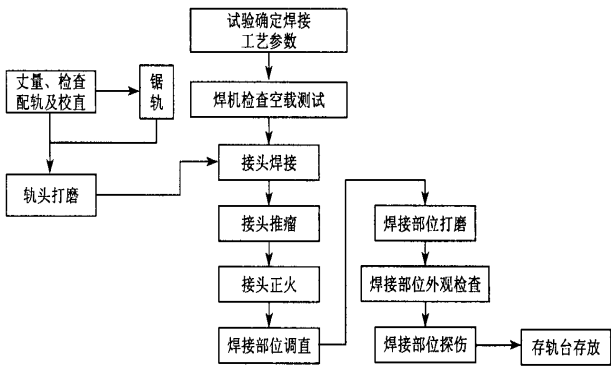 试验确定焊接
工艺参数
丈量、检查
配轨及校直
锯
轨
焊机检查空载测试
接头焊接
轨头打磨
接头推瘤
焊接部位打磨
接头正火
焊接部位外观检查
焊接部位调直
焊接部位探伤
存轨台存放